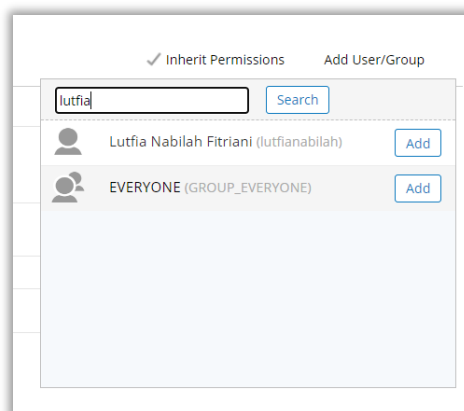 Inherit Permissions Add User/Group
lutfia Search
Lutfia Nabilah Fitriani (lutfianabilah) Add
EVERYONE (GROUP_EVERYONE) Add